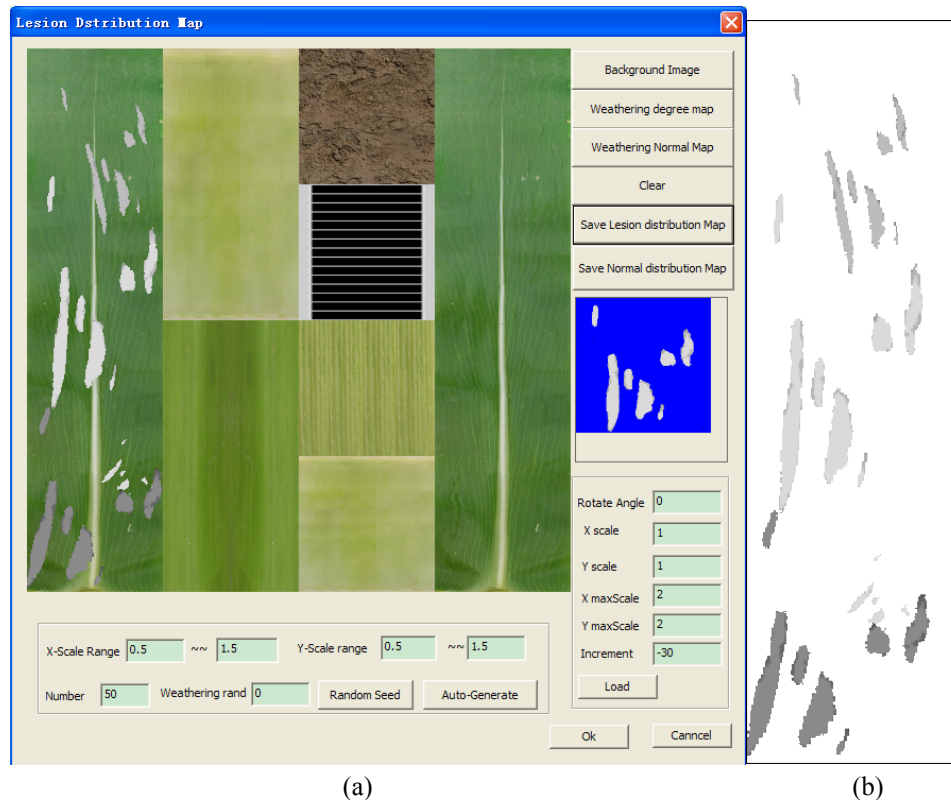 Lesion Dstribution Map
Background Image
Weathering degree map
Weathering Normal Map
Clear
Save Lesion distribution Map
Save Normal distribution Map
Rotate Angle 0
X scale 1
Y scale 1
X maxScale 2
Y maxScale 2
Increment -30
Load
X-Scale Range 0.5 ~~ 1.5 Y-Scale range 0.5 ~~ 1.5
Number 50 Weathering rand 0 Random Seed Auto-Generate
Ok Canncel
(a) (b)